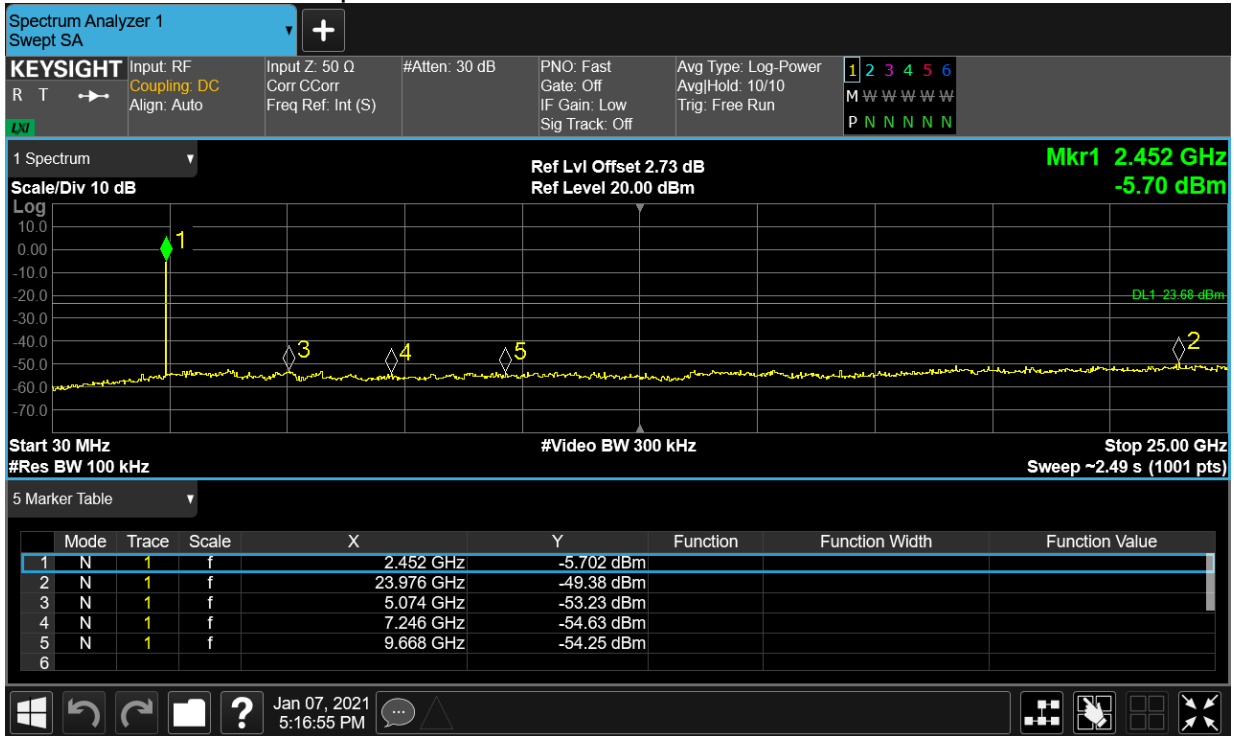 Spectrum Analyzer 1
Swept SA
+
KEYSIGHT
R T
LXI
Input: RF
Coupling: DC
Align: Auto
Input Z: 50 Ω
Corr CCorr
Freq Ref: Int (S)
#Atten: 30 dB
PNO: Fast
Gate: Off
IF Gain: Low
Sig Track: Off
Avg Type: Log-Power
Avg|Hold: 10/10
Trig: Free Run
1 2 3 4 5 6
M W W W W W
P N N N N N
1 Spectrum
Scale/Div 10 dB
Ref Lvl Offset 2.73 dB
Ref Level 20.00 dBm
Mkr1 2.452 GHz
-5.70 dBm
Log
10.0
0.00
-10.0
-20.0
-30.0
-40.0
-50.0
-60.0
-70.0
1
3
4
5
2
DL1 -23.68 dBm
Start 30 MHz
#Video BW 300 kHz
Stop 25.00 GHz
#Res BW 100 kHz
Sweep ~2.49 s (1001 pts)
5 Marker Table
Mode Trace Scale X Y Function Function Width Function Value
1 N 1 f 2.452 GHz -5.702 dBm
2 N 1 f 23.976 GHz -49.38 dBm
3 N 1 f 5.074 GHz -53.23 dBm
4 N 1 f 7.246 GHz -54.63 dBm
5 N 1 f 9.668 GHz -54.25 dBm
6
?
Jan 07, 2021
5:16:55 PM